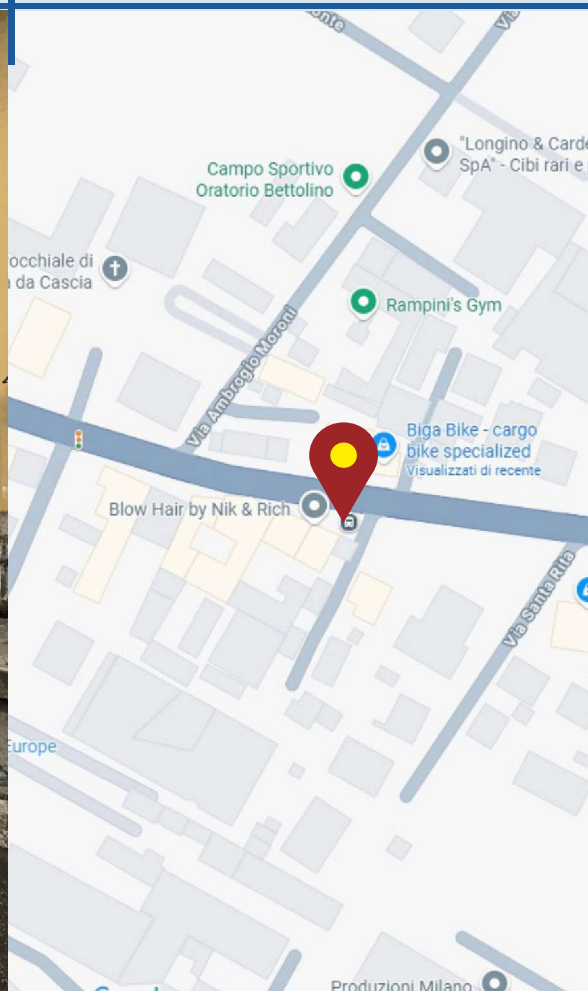 Via
"Longino & Carde
SpA" - Cibi rari e
Campo Sportivo
Oratorio Bettolino
occhiale di
a da Cascia
Rampini's Gym
Via Ambrogio Moroni
Biga Bike - cargo
bike specialized
Visualizzati di recente
Blow Hair by Nik & Rich
Via Santa Rita
Europe
Produzioni Milano